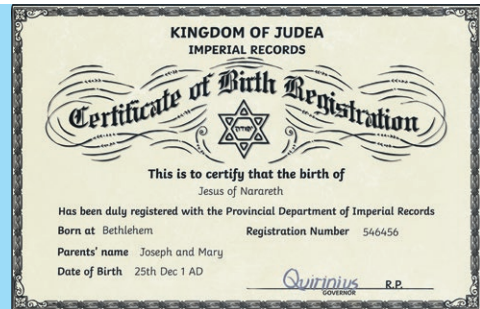 KINGDOM OF JUDEA
IMPERIAL RECORDS
Certificate of Birth Registration
This is to certify that the birth of
Jesus of Narareth
Has been duly registered with the Provincial Department of Imperial Records
Born at Bethlehem Registration Number 546456
Parents' name Joseph and Mary
Date of Birth 25th Dec 1 AD
Quirinius R.P.
GOVERNOR